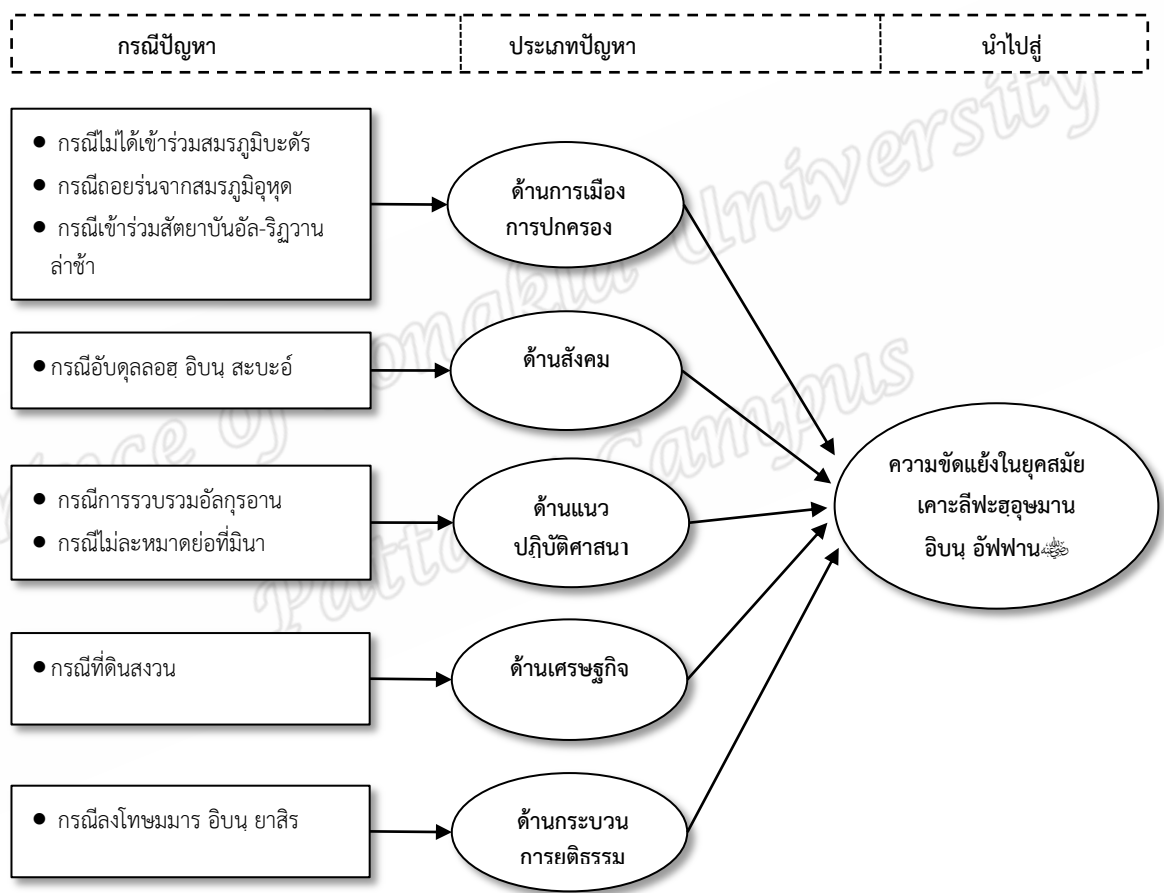 กรณีปัญหา
ประเภทปัญหา
นำไปสู่
● กรณีไม่ได้เข้าร่วมสมรภูมิบะดัร
● กรณีถอยร่นจากสมรภูมิอุหุด
● กรณีเข้าร่วมสัตยาบันอัล-ริฎวาน
ล่าช้า
ด้านการเมือง
การปกครอง
● กรณีอับดุลลอฮฺ อิบนฺ สะบะอ์
ด้านสังคม
● กรณีการรวบรวมอัลกุรอาน
● กรณีไม่ละหมาดย่อที่มินา
ด้านแนว
ปฏิบัติศาสนา
● กรณีที่ดินสงวน
ด้านเศรษฐกิจ
● กรณีลงโทษมมาร อิบนฺ ยาสิร
ด้านกระบวน
การยติธรรม
ความขัดแย้งในยุคสมัย
เคาะลีฟะฮฺอุษมาน
อิบนฺ อัฟฟาน
Prince of Songkla University
Pattani Campus